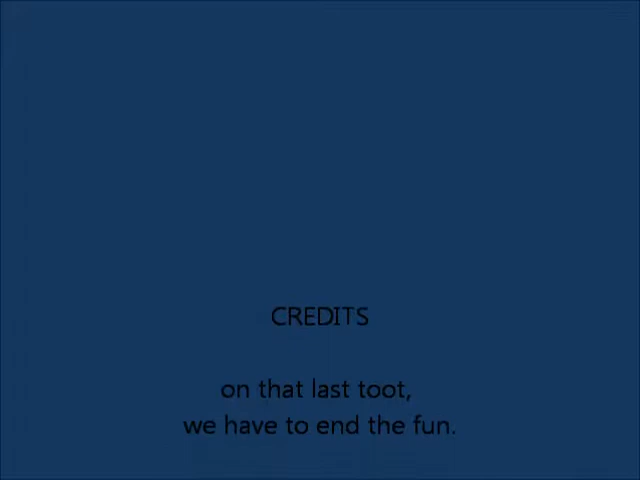 CREDITS
on that last toot,
we have to end the fun.